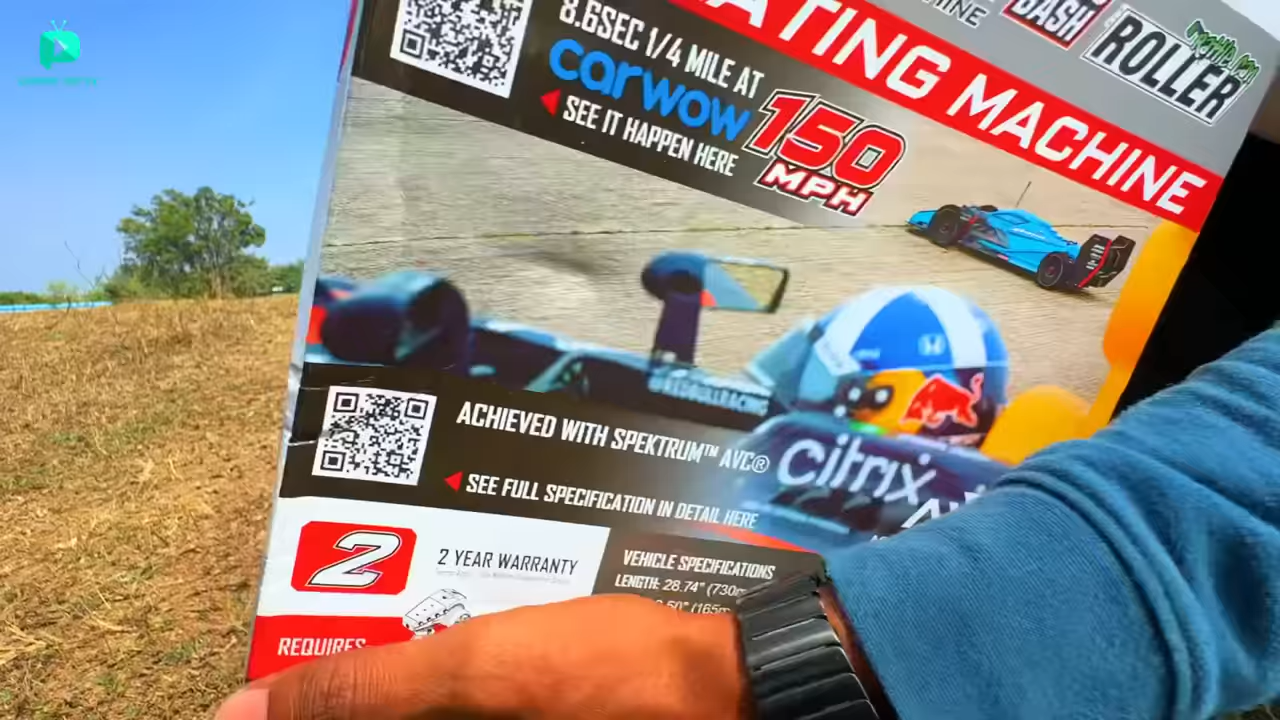 8.6SEC 1/4 MILE AT
carwow
SEE IT HAPPEN HERE
150
MPH
ATING MACHINE
BASH
ROLLER
REDBULLRACING
citrix
ACHIEVED WITH SPEKTRUM™ AVC®
SEE FULL SPECIFICATION IN DETAIL HERE
2
2 YEAR WARRANTY
VEHICLE SPECIFICATIONS
LENGTH: 28.74" (730m
REQUIRES